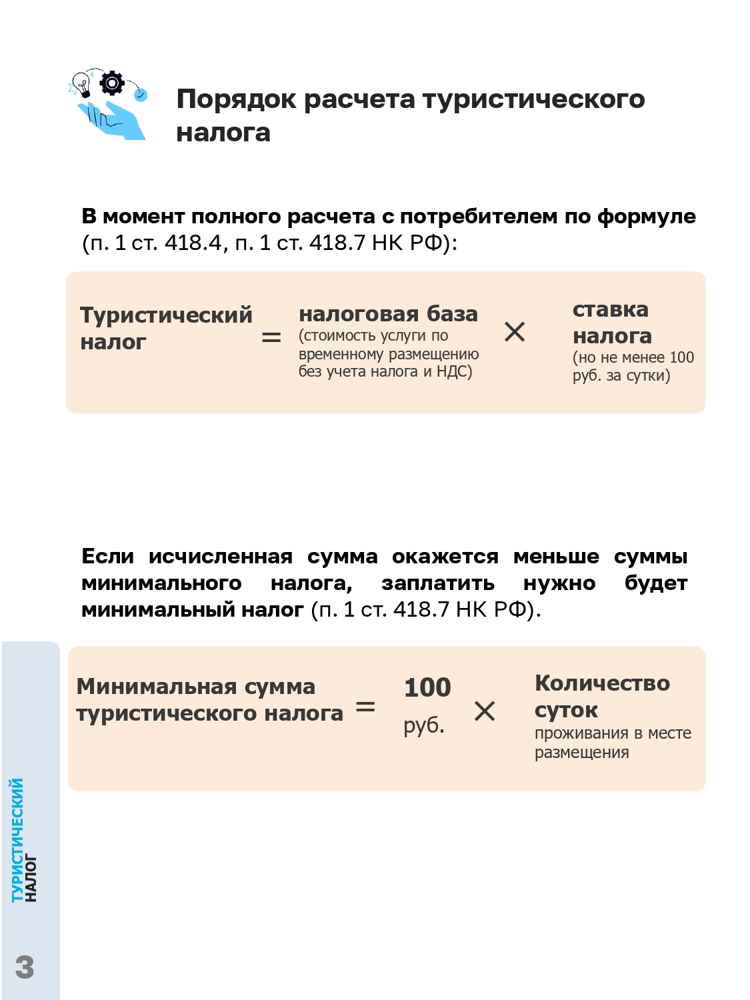 Порядок расчета туристического
налога
В момент полного расчета с потребителем по формуле
(п. 1 ст. 418.4, п. 1 ст. 418.7 НК РФ):
Туристический
налог
=
налоговая база
(стоимость услуги по
временному размещению
без учета налога и НДС)
×
ставка
налога
(но не менее 100
руб. за сутки)
Если исчисленная сумма окажется меньше суммы
минимального налога, заплатить нужно будет
минимальный налог (п. 1 ст. 418.7 НК РФ).
Минимальная сумма
туристического налога
=
100
руб.
×
Количество
суток
проживания в месте
размещения
ТУРИСТИЧЕСКИЙ
НАЛОГ
3